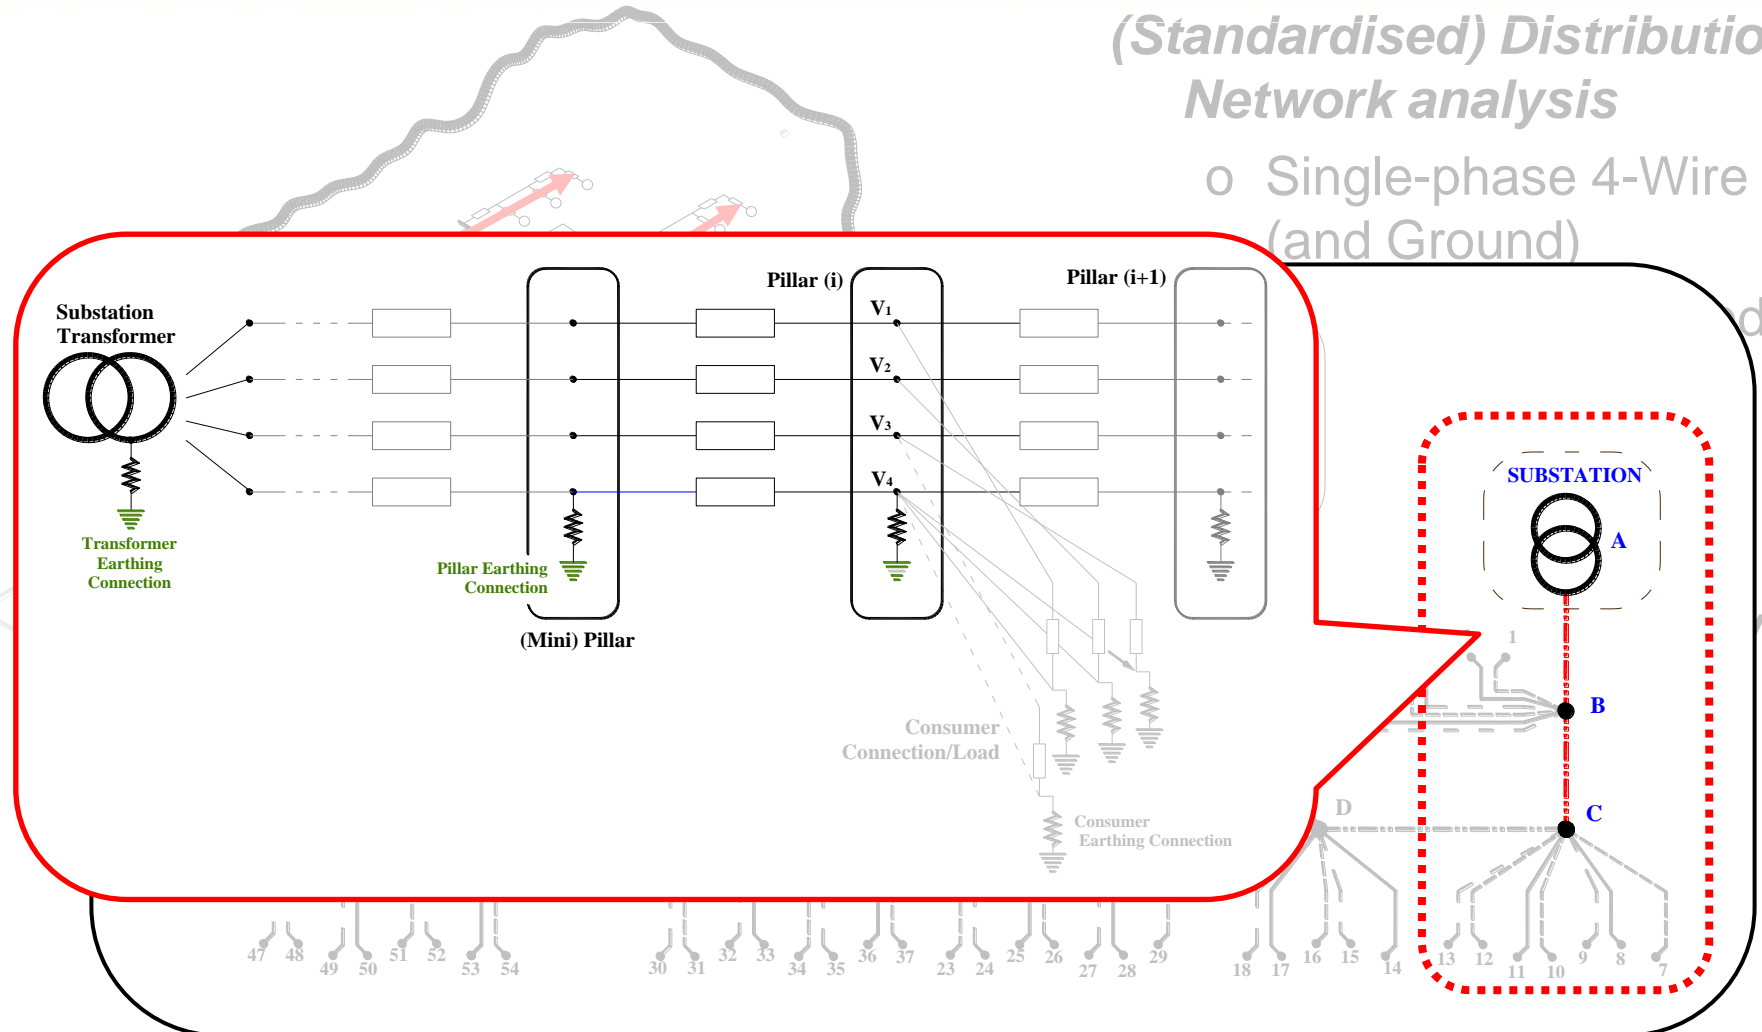 (Standardised) Distributio
Network analysis
o Single-phase 4-Wire
(and Ground)
Substation
Transformer
Transformer
Earthing
Connection
Pillar Earthing
Connection
(Mini) Pillar
Pillar (i)
V1
V2
V3
V4
Pillar (i+1)
Consumer
Connection/Load
Consumer
Earthing Connection
SUBSTATION
A
1
B
C
D
47 48 49 50 51 52 53 54 30 31 32 33 34 35 36 37 23 24 25 26 27 28 29 18 17 16 15 14 13 12 11 10 9 8 7